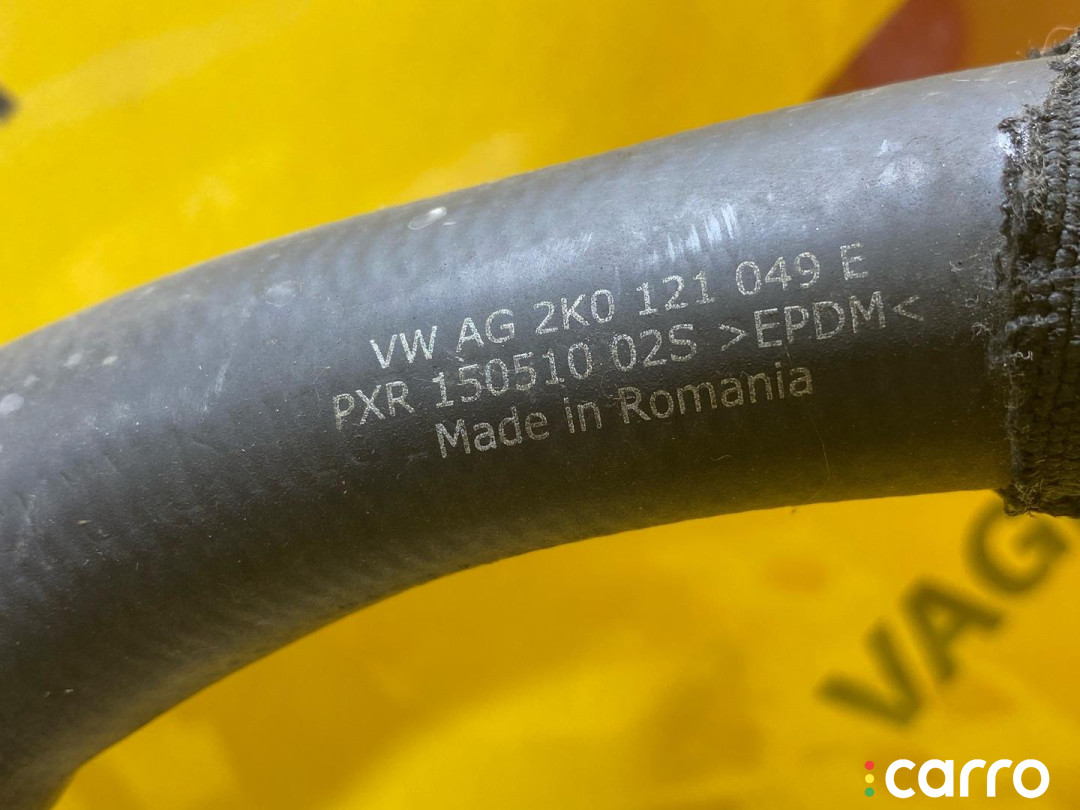 VW AG 2K0 121 049 E
PXR 150510 02S >EPDM<
Made in Romania
VAG
carro